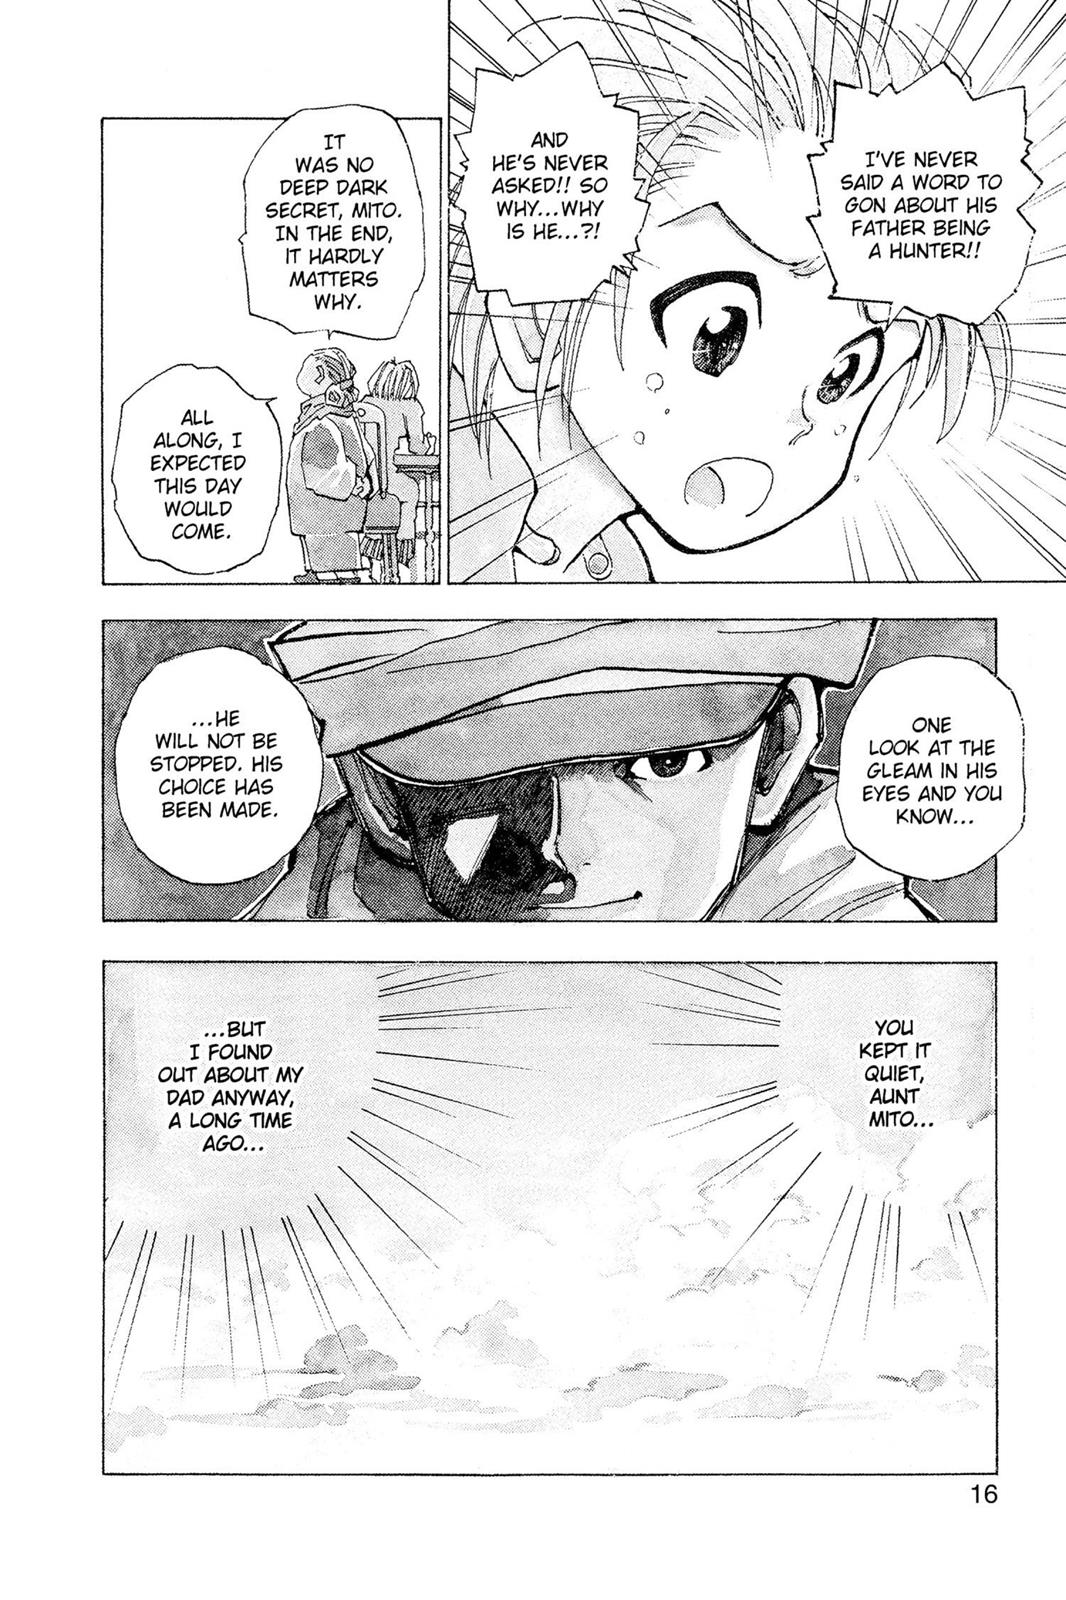 I'VE NEVER
SAID A WORD TO
GON ABOUT HIS
FATHER BEING
A HUNTER!!
AND
HE'S NEVER
ASKED!! SO
WHY...WHY
IS HE...?!
IT
WAS NO
DEEP DARK
SECRET, MITO.
IN THE END,
IT HARDLY
MATTERS
WHY.
ALL
ALONG, I
EXPECTED
THIS DAY
WOULD
COME.
ONE
LOOK AT THE
GLEAM IN HIS
EYES AND YOU
KNOW...
...HE
WILL NOT BE
STOPPED. HIS
CHOICE HAS
BEEN MADE.
YOU
KEPT IT
QUIET,
AUNT
MITO...
...BUT
I FOUND
OUT ABOUT MY
DAD ANYWAY,
A LONG TIME
AGO...
16